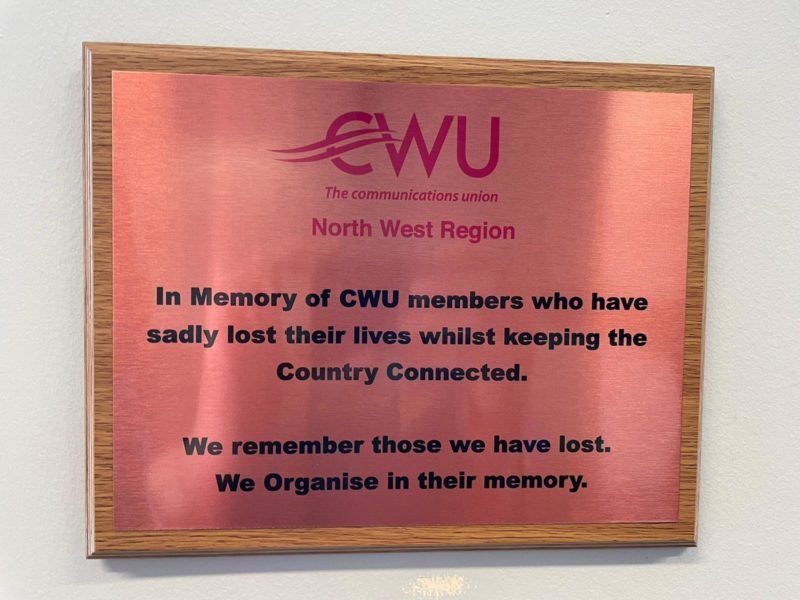 CWU
The communications union
North West Region
In Memory of CWU members who have
sadly lost their lives whilst keeping the
Country Connected.
We remember those we have lost.
We Organise in their memory.